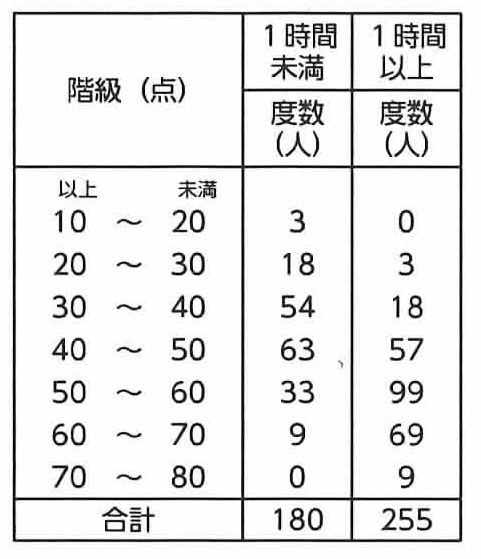 階級（点） 1時間未満 1時間以上
度数（人） 度数（人）
以上 未満
10 ～ 20 3 0
20 ～ 30 18 3
30 ～ 40 54 18
40 ～ 50 63 57
50 ～ 60 33 99
60 ～ 70 9 69
70 ～ 80 0 9
合計 180 255